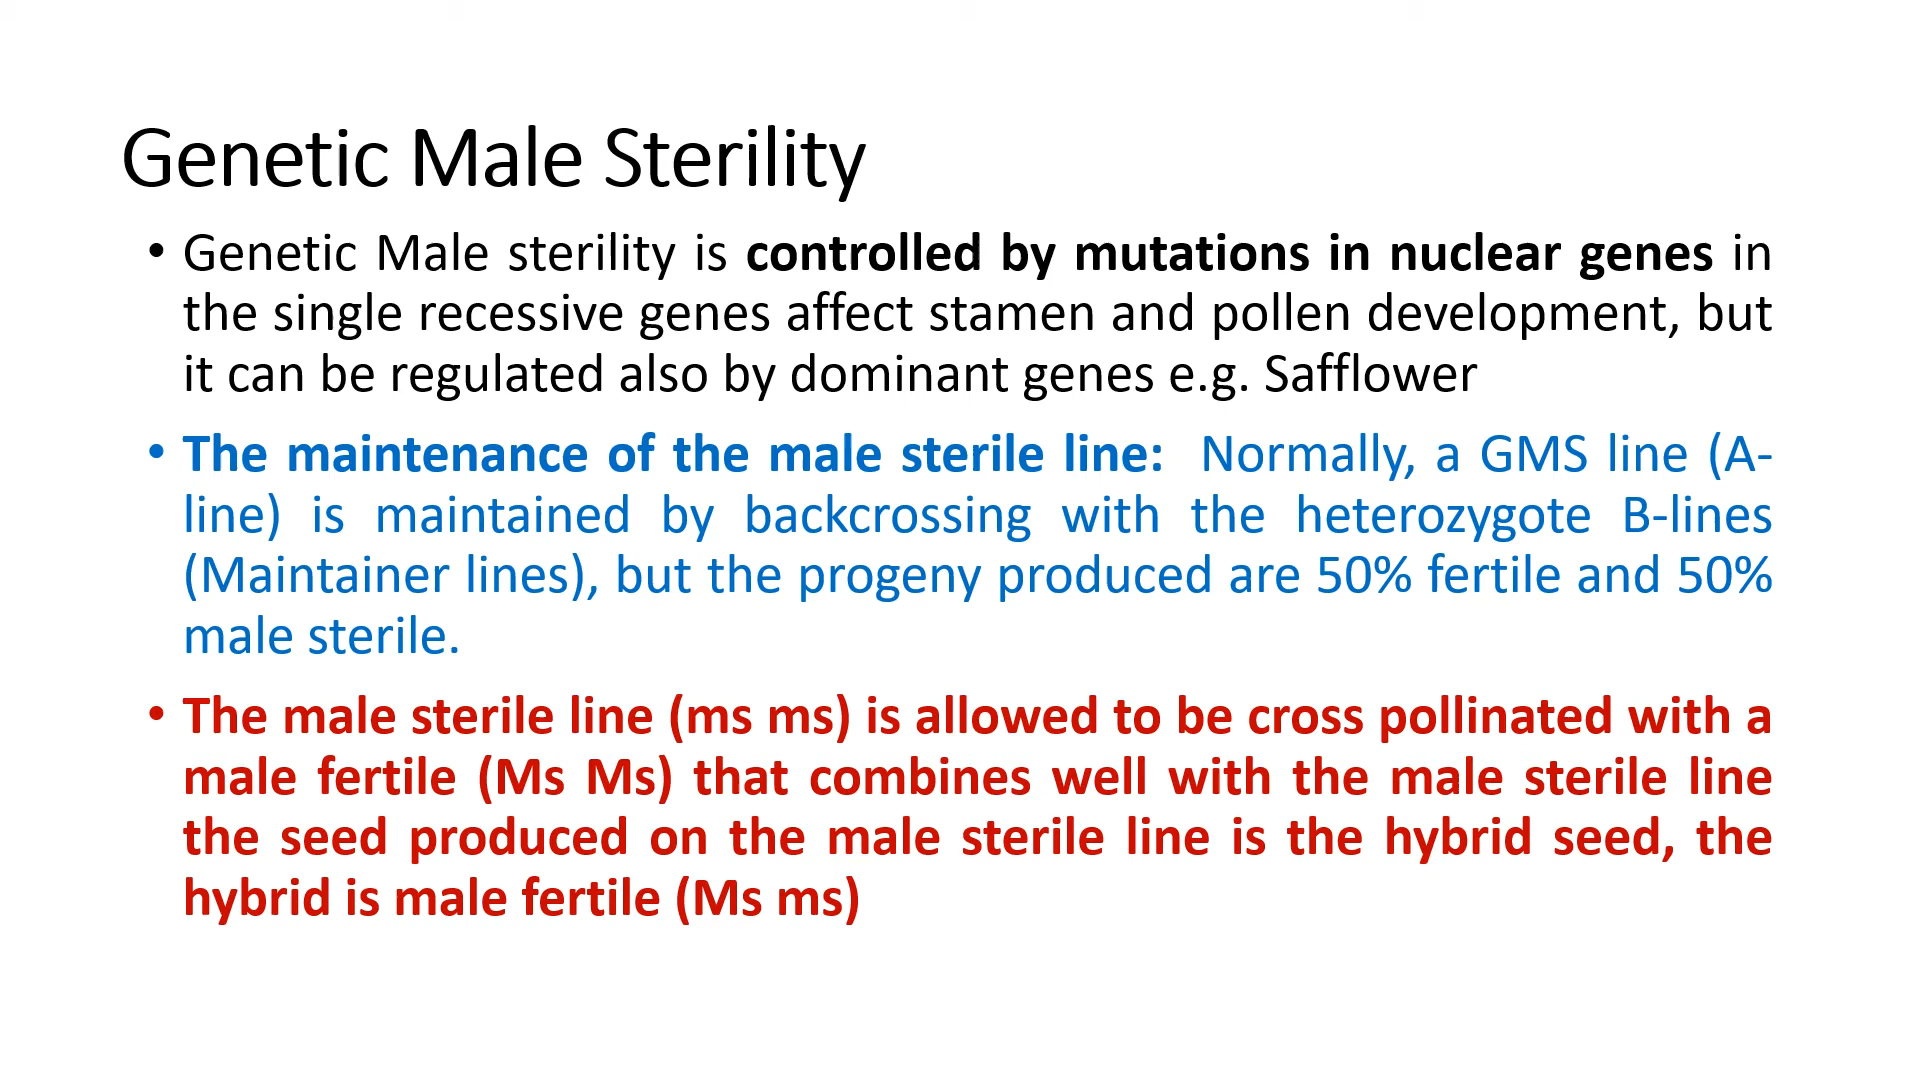 Genetic Male Sterility
• Genetic Male sterility is controlled by mutations in nuclear genes in
the single recessive genes affect stamen and pollen development, but
it can be regulated also by dominant genes e.g. Safflower
• The maintenance of the male sterile line: Normally, a GMS line (A-
line) is maintained by backcrossing with the heterozygote B-lines
(Maintainer lines), but the progeny produced are 50% fertile and 50%
male sterile.
• The male sterile line (ms ms) is allowed to be cross pollinated with a
male fertile (Ms Ms) that combines well with the male sterile line
the seed produced on the male sterile line is the hybrid seed, the
hybrid is male fertile (Ms ms)